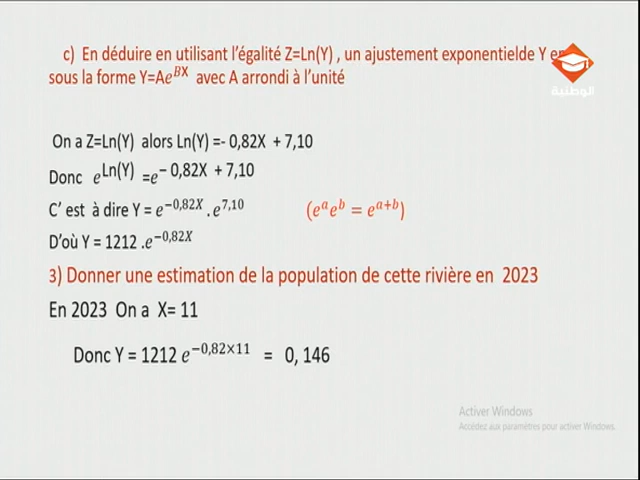 c) En déduire en utilisant l'égalité Z=Ln(Y) , un ajustement exponentielde Y en
sous la forme Y=Ae^{BX} avec A arrondi à l'unité
الوطنية
On a Z=Ln(Y) alors Ln(Y) =- 0,82X + 7,10
Donc e^{Ln(Y)} =e^{– 0,82X + 7,10}
C' est à dire Y = e^{−0,82X} . e^{7,10} (e^a e^b = e^{a+b})
D'où Y = 1212 .e^{−0,82X}
3) Donner une estimation de la population de cette rivière en 2023
En 2023 On a X= 11
Donc Y = 1212 e^{−0,82×11} = 0, 146
Activer Windows
Accédez aux paramètres pour activer Windows.